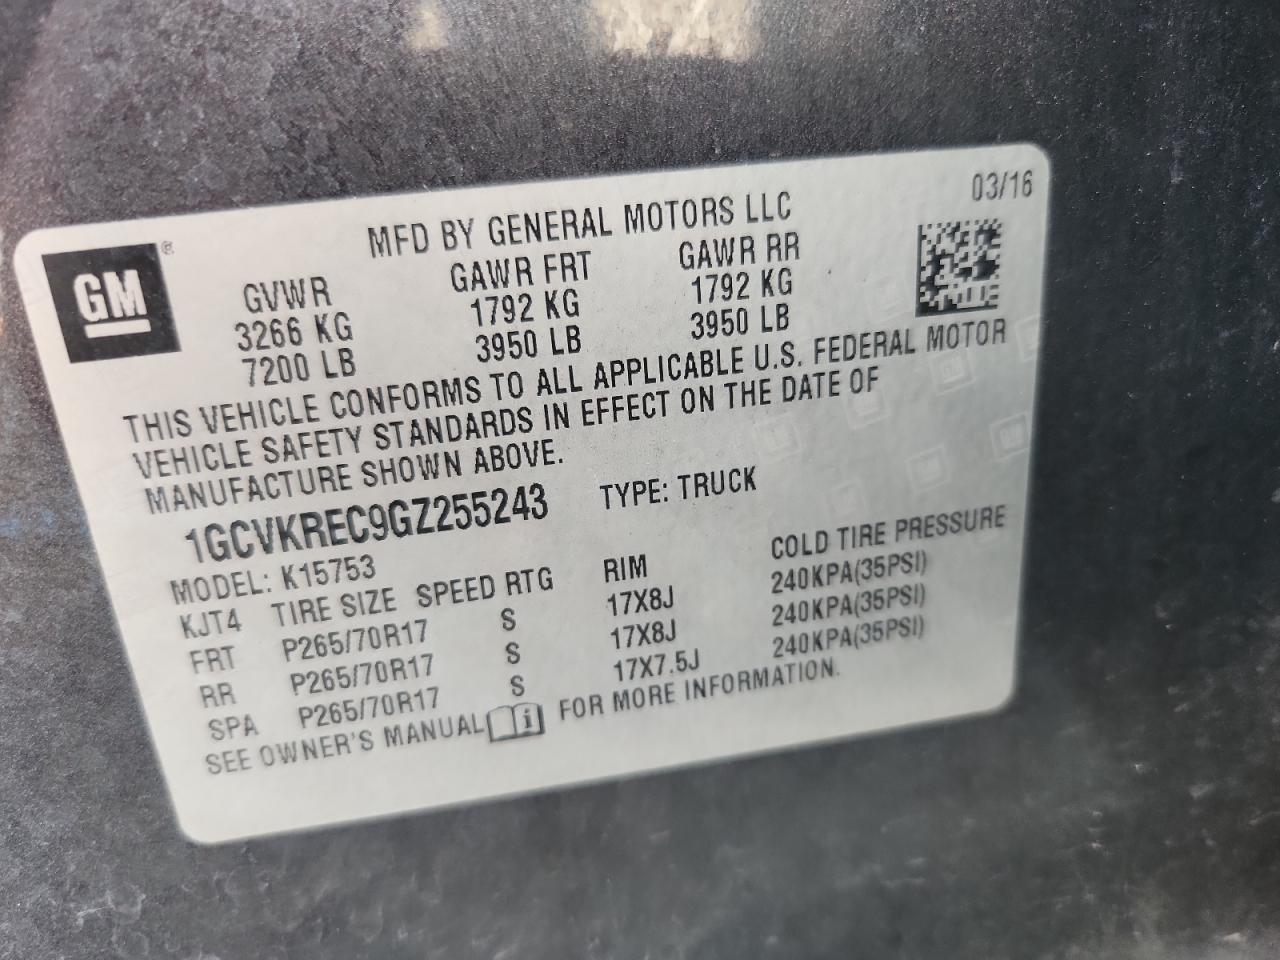 03/16
GM ®
MFD BY GENERAL MOTORS LLC
GVWR GAWR FRT GAWR RR
3266 KG 1792 KG 1792 KG
7200 LB 3950 LB 3950 LB
THIS VEHICLE CONFORMS TO ALL APPLICABLE U.S. FEDERAL MOTOR
VEHICLE SAFETY STANDARDS IN EFFECT ON THE DATE OF
MANUFACTURE SHOWN ABOVE.
1GCVKREC9GZ255243 TYPE: TRUCK
MODEL: K15753
KJT4 TIRE SIZE SPEED RTG RIM COLD TIRE PRESSURE
FRT P265/70R17 S 17X8J 240KPA(35PSI)
RR P265/70R17 S 17X8J 240KPA(35PSI)
SPA P265/70R17 S 17X7.5J 240KPA(35PSI)
SEE OWNER'S MANUAL FOR MORE INFORMATION.